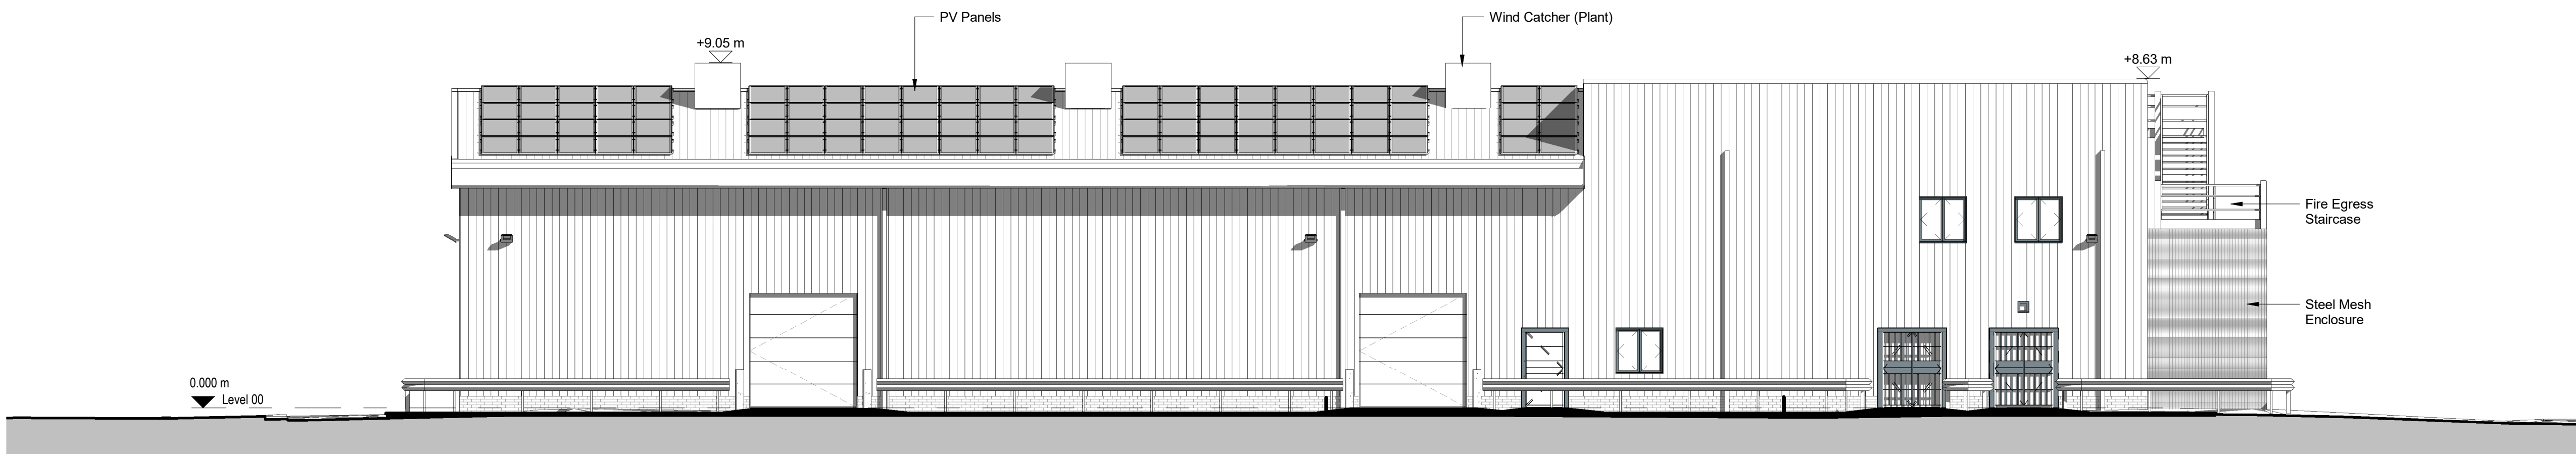 PV Panels
Wind Catcher (Plant)
+9.05 m
+8.63 m
Fire Egress
Staircase
Steel Mesh
Enclosure
0.000 m
Level 00